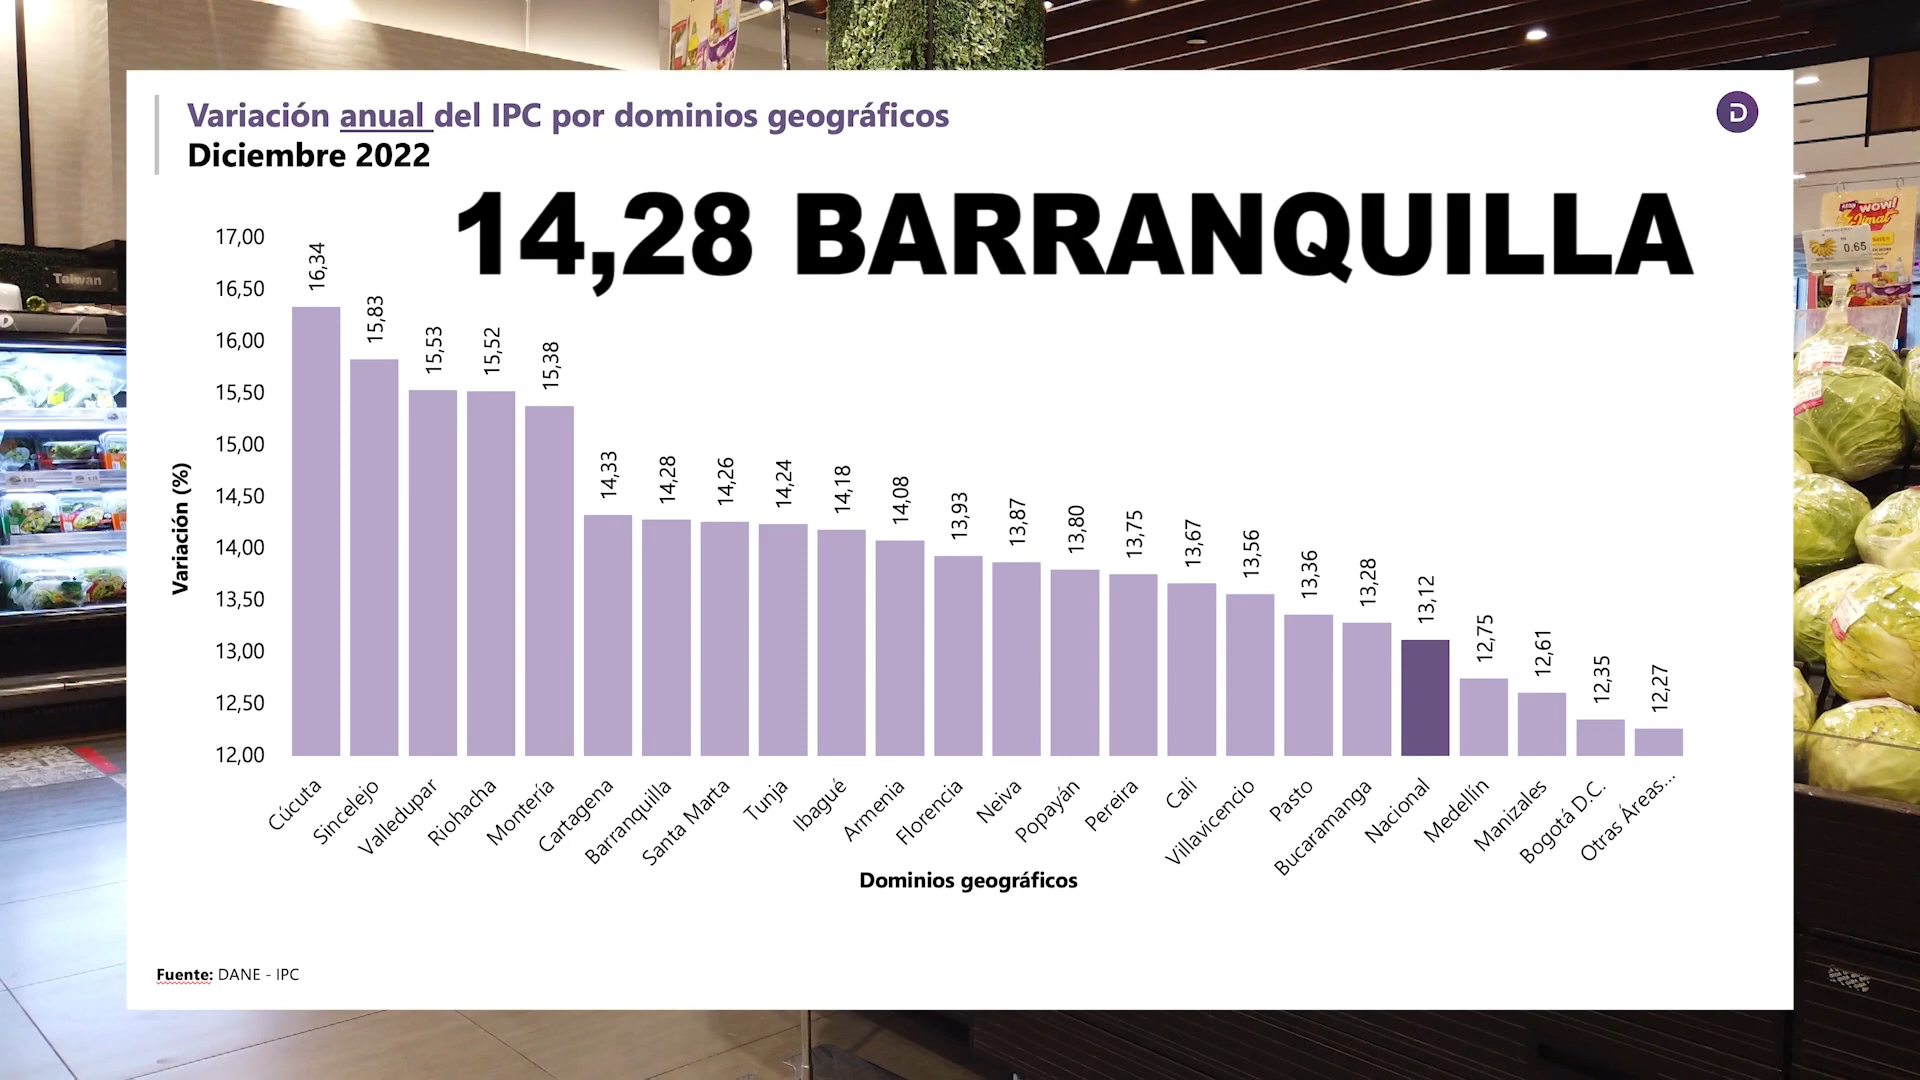 Variación anual del IPC por dominios geográficos
Diciembre 2022
D
14,28 BARRANQUILLA
Variación (%)
17,00
16,50
16,00
15,50
15,00
14,50
14,00
13,50
13,00
12,50
12,00
16,34
15,83
15,53
15,52
15,38
14,33
14,28
14,26
14,24
14,18
14,08
13,93
13,87
13,80
13,75
13,67
13,56
13,36
13,28
13,12
12,75
12,61
12,35
12,27
Cúcuta
Sincelejo
Valledupar
Riohacha
Montería
Cartagena
Barranquilla
Santa Marta
Tunja
Ibagué
Armenia
Florencia
Neiva
Popayán
Pereira
Cali
Villavicencio
Pasto
Bucaramanga
Nacional
Medellín
Manizales
Bogotá D.C.
Otras Áreas...
Dominios geográficos
Fuente: DANE - IPC
Taiwan
WOW!
0.65